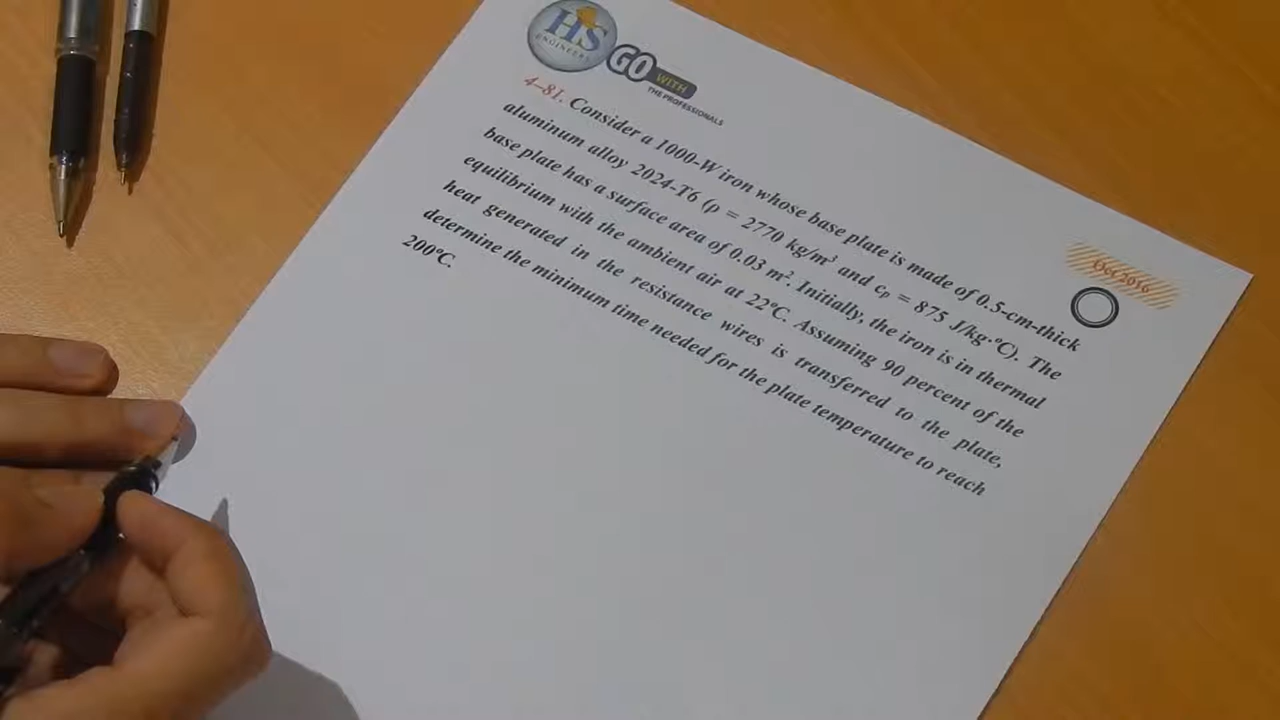 HS
ENGINEERS
GO WITH
THE PROFESSIONALS
4–81. Consider a 1000-W iron whose base plate is made of 0.5-cm-thick
aluminum alloy 2024-T6 (ρ = 2770 kg/m³ and cₚ = 875 J/kg·°C). The
base plate has a surface area of 0.03 m². Initially, the iron is in thermal
equilibrium with the ambient air at 22°C. Assuming 90 percent of the
heat generated in the resistance wires is transferred to the plate,
determine the minimum time needed for the plate temperature to reach
200°C.
Oct 2016